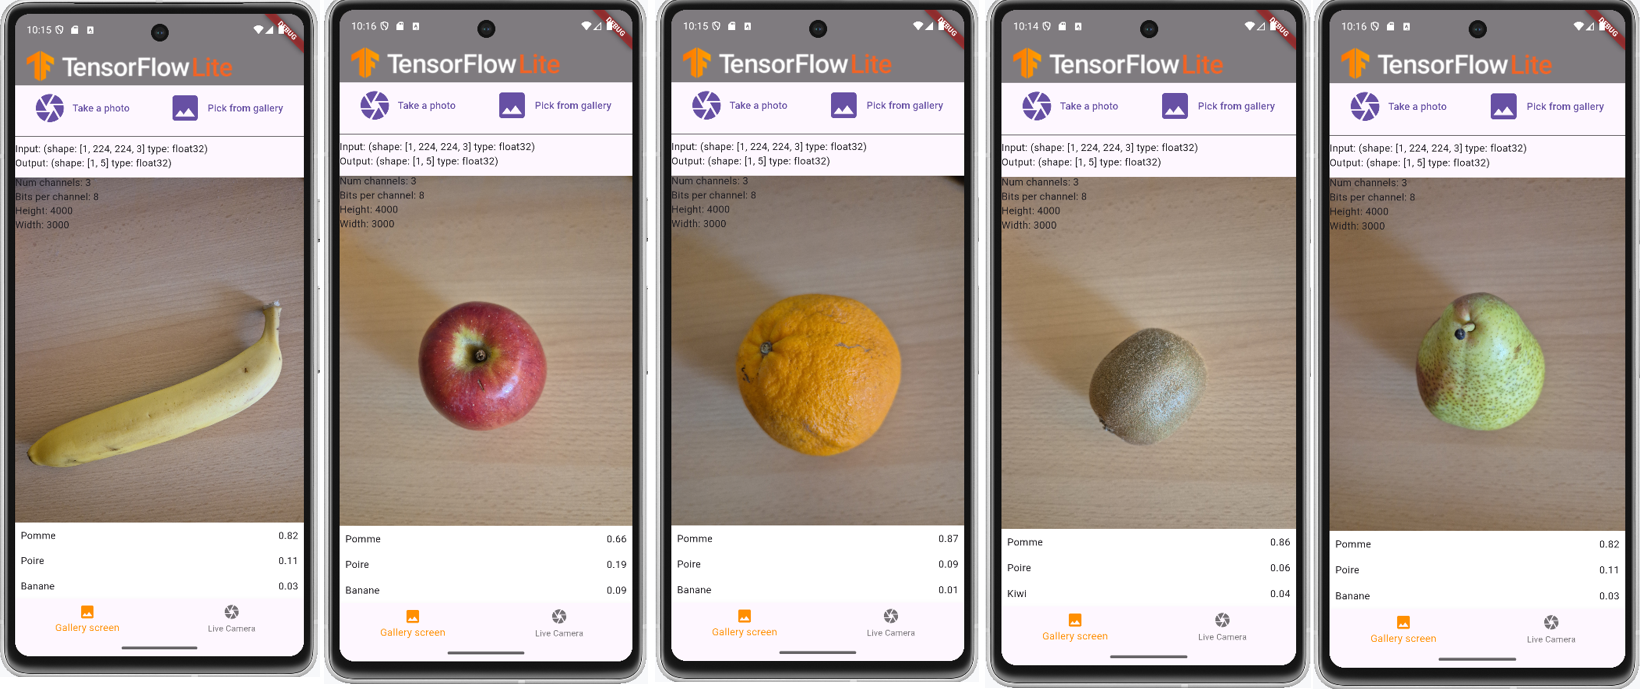 10:15
DEBUG
TensorFlow Lite
Take a photo Pick from gallery
Input: (shape: [1, 224, 224, 3] type: float32)
Output: (shape: [1, 5] type: float32)
Num channels: 3
Bits per channel: 8
Height: 4000
Width: 3000
Pomme 0.82
Poire 0.11
Banane 0.03
Gallery screen Live Camera
10:16
DEBUG
TensorFlow Lite
Take a photo Pick from gallery
Input: (shape: [1, 224, 224, 3] type: float32)
Output: (shape: [1, 5] type: float32)
Num channels: 3
Bits per channel: 8
Height: 4000
Width: 3000
Pomme 0.66
Poire 0.19
Banane 0.09
Gallery screen Live Camera
10:15
DEBUG
TensorFlow Lite
Take a photo Pick from gallery
Input: (shape: [1, 224, 224, 3] type: float32)
Output: (shape: [1, 5] type: float32)
Num channels: 3
Bits per channel: 8
Height: 4000
Width: 3000
Pomme 0.87
Poire 0.09
Banane 0.01
Gallery screen Live Camera
10:14
DEBUG
TensorFlow Lite
Take a photo Pick from gallery
Input: (shape: [1, 224, 224, 3] type: float32)
Output: (shape: [1, 5] type: float32)
Num channels: 3
Bits per channel: 8
Height: 4000
Width: 3000
Pomme 0.86
Poire 0.06
Kiwi 0.04
Gallery screen Live Camera
10:16
DEBUG
TensorFlow Lite
Take a photo Pick from gallery
Input: (shape: [1, 224, 224, 3] type: float32)
Output: (shape: [1, 5] type: float32)
Num channels: 3
Bits per channel: 8
Height: 4000
Width: 3000
Pomme 0.82
Poire 0.11
Banane 0.03
Gallery screen Live Camera